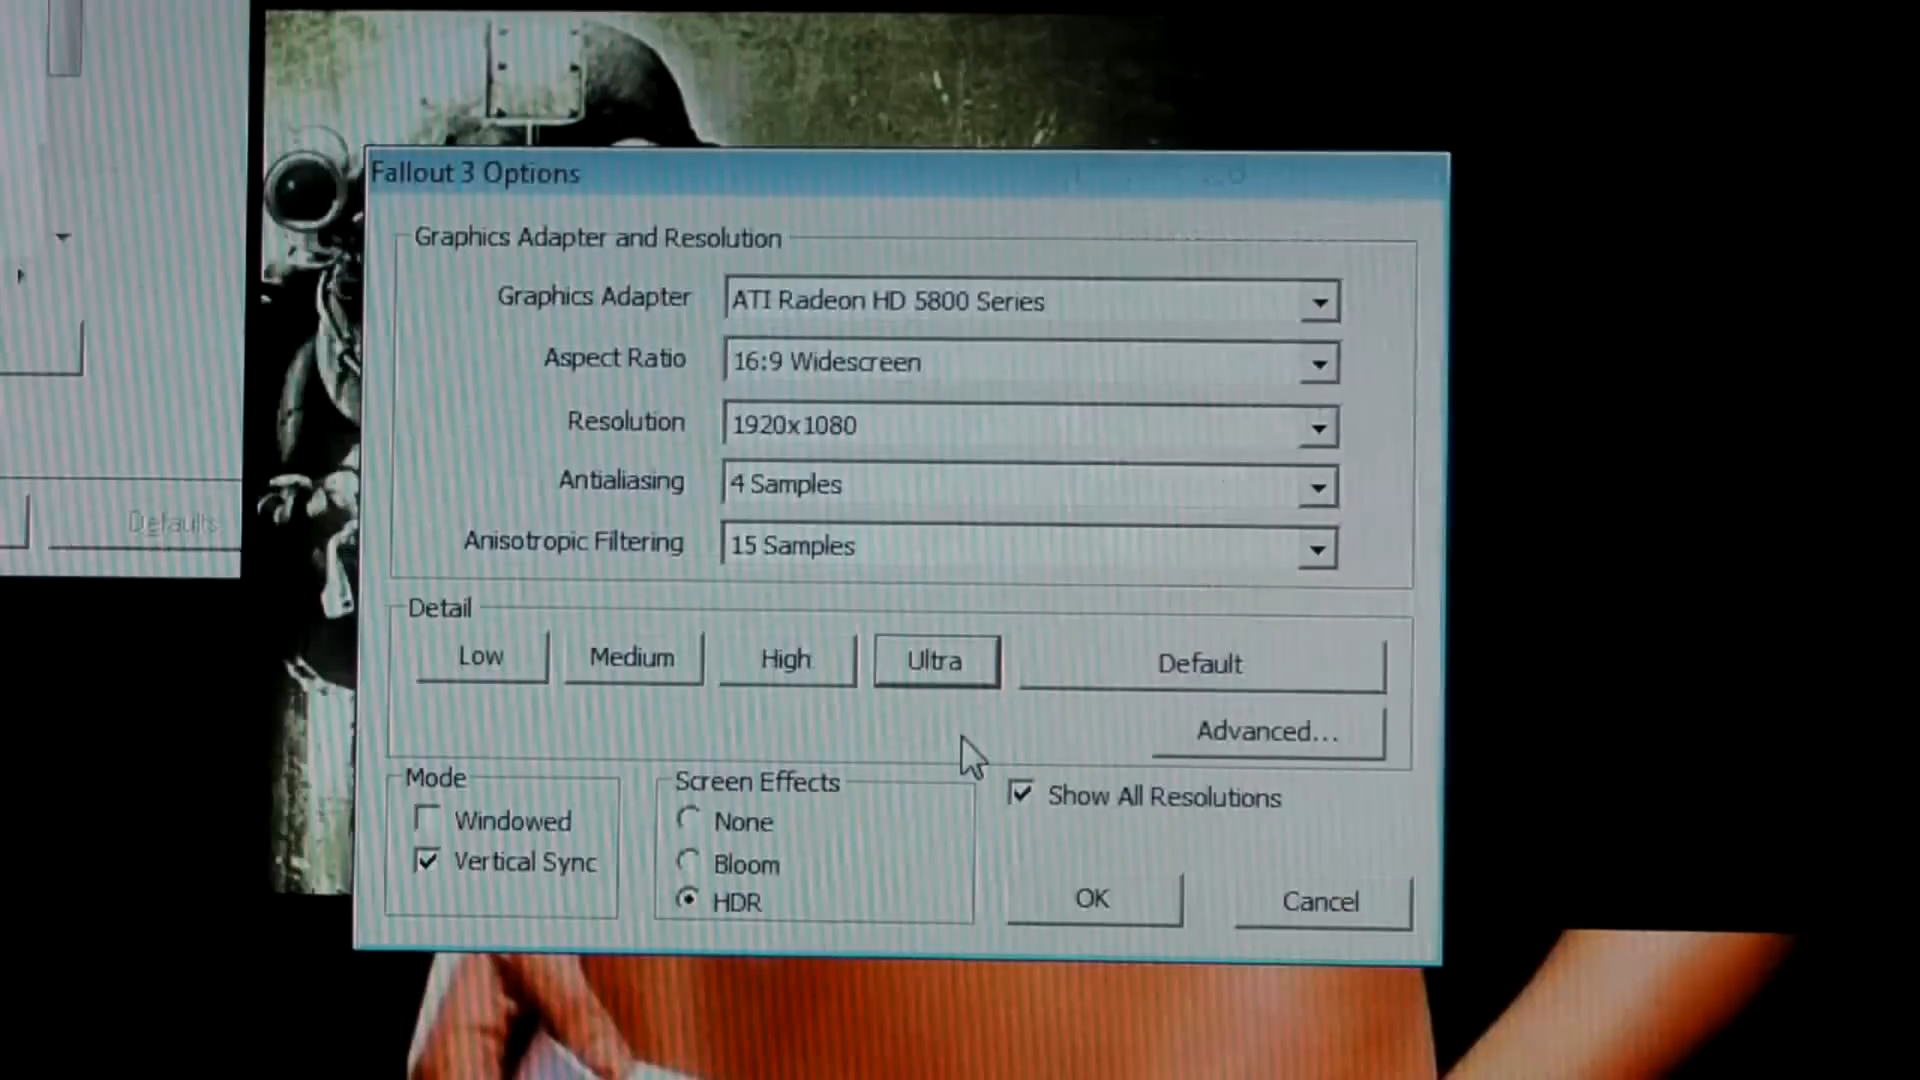 Fallout 3 Options
Graphics Adapter and Resolution
Graphics Adapter
ATI Radeon HD 5800 Series
Aspect Ratio
16:9 Widescreen
Resolution
1920x1080
Antialiasing
4 Samples
Anisotropic Filtering
15 Samples
Defaults
Detail
Low
Medium
High
Ultra
Default
Advanced...
Mode
Windowed
Vertical Sync
Screen Effects
None
Bloom
HDR
Show All Resolutions
OK
Cancel